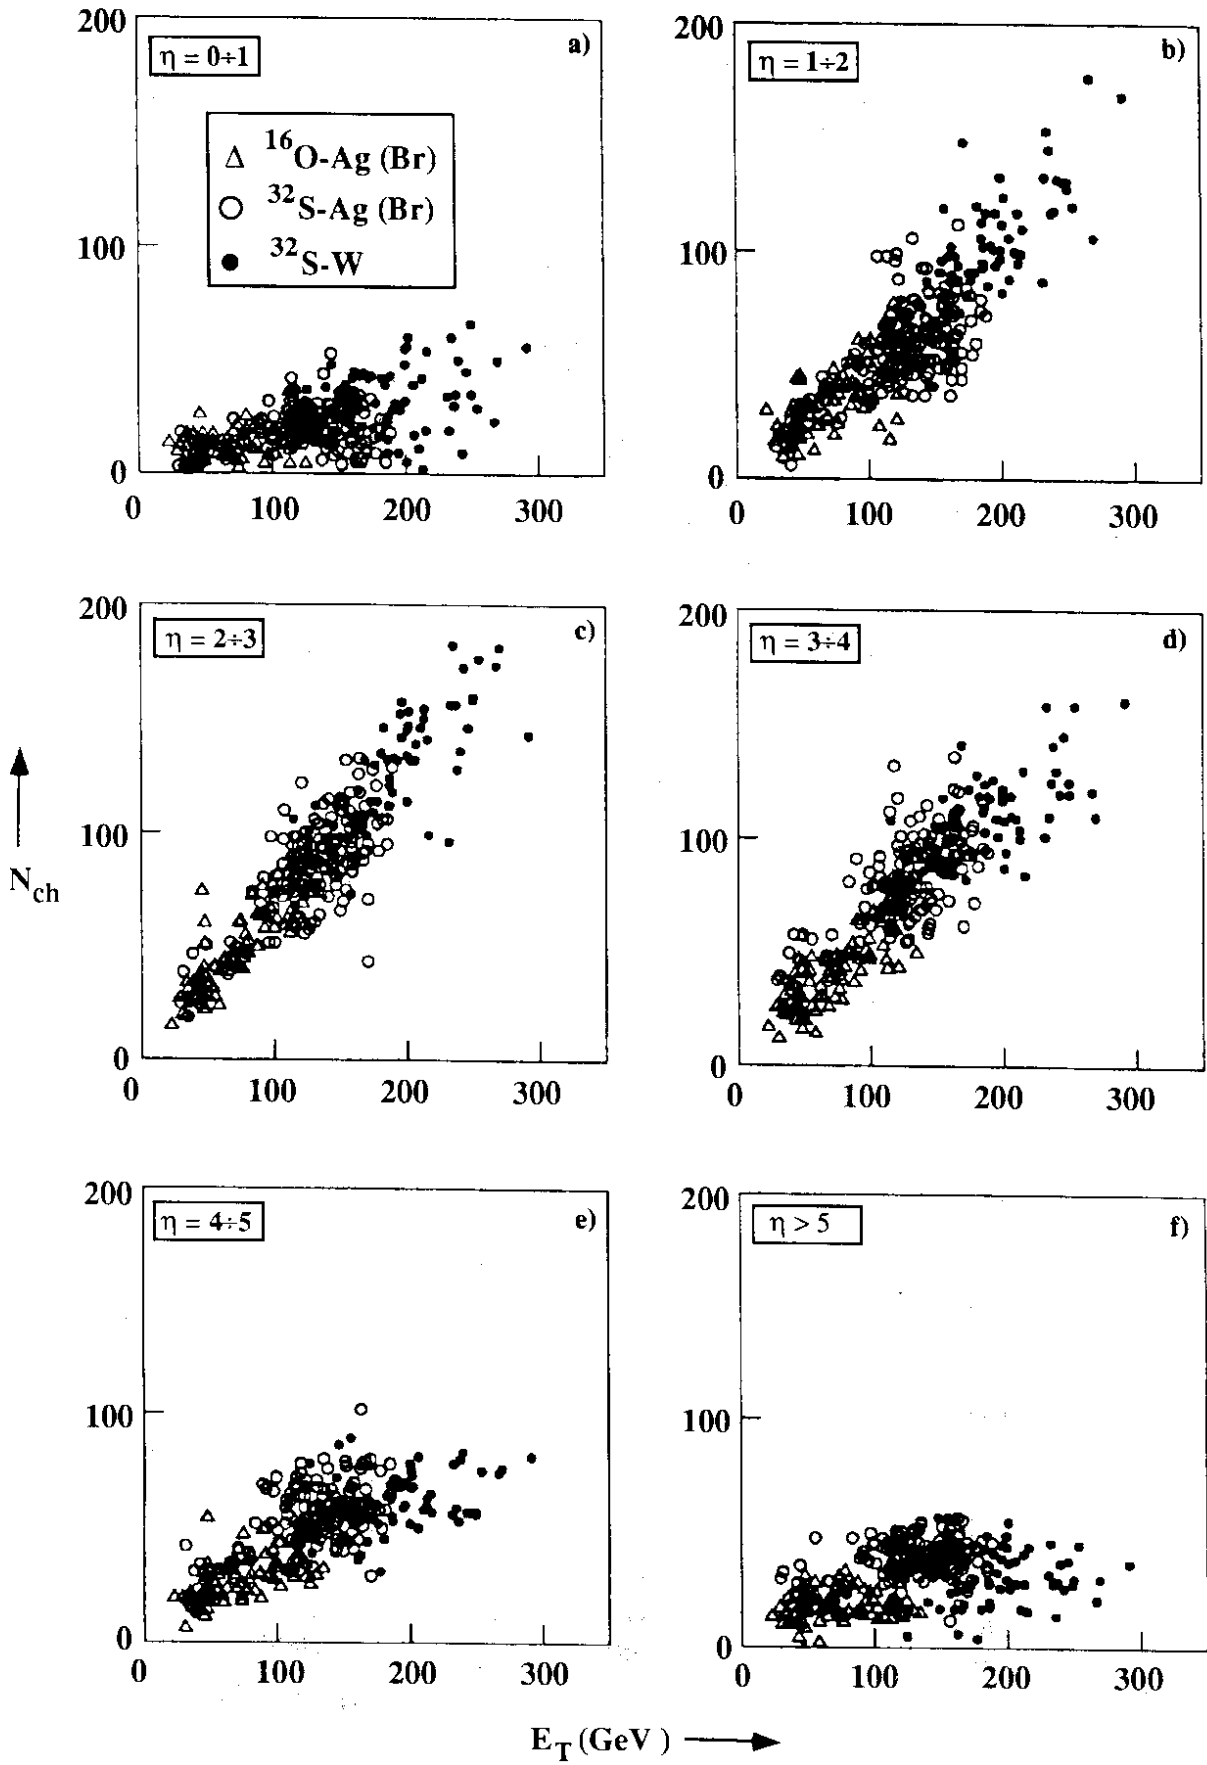 200
η = 0÷1
a)
¹⁶O-Ag (Br)
³²S-Ag (Br)
³²S-W
100
0
0 100 200 300
200
η = 1÷2
b)
100
0
0 100 200 300
200
η = 2÷3
c)
100
0
0 100 200 300
200
η = 3÷4
d)
100
0
0 100 200 300
N_ch
200
η = 4÷5
e)
100
0
0 100 200 300
200
η > 5
f)
100
0
0 100 200 300
E_T (GeV)